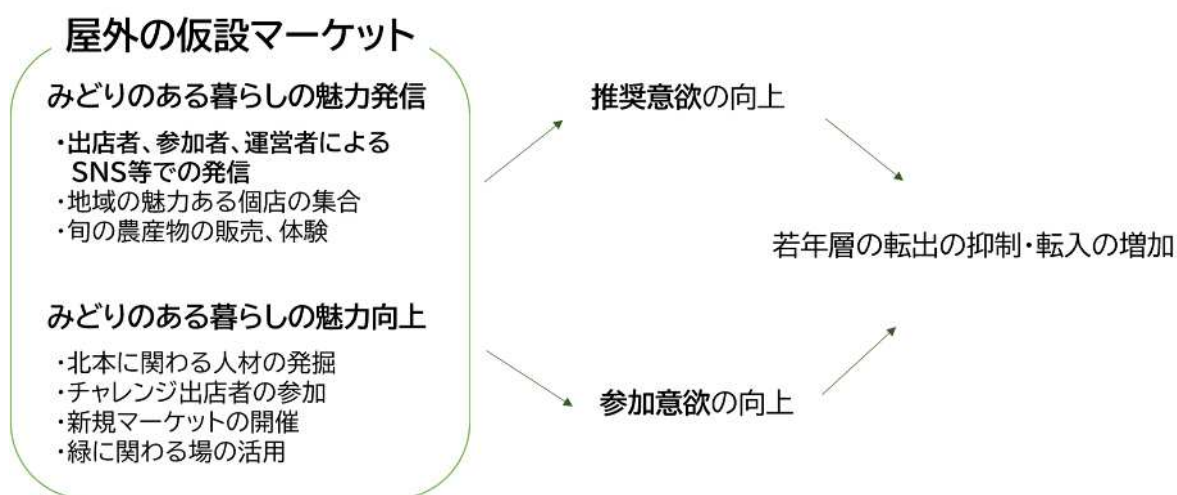 屋外の仮設マーケット
みどりのある暮らしの魅力発信
・出店者、参加者、運営者による
SNS等での発信
・地域の魅力ある個店の集合
・旬の農産物の販売、体験
みどりのある暮らしの魅力向上
・北本に関わる人材の発掘
・チャレンジ出店者の参加
・新規マーケットの開催
・緑に関わる場の活用
推奨意欲の向上
参加意欲の向上
若年層の転出の抑制・転入の増加